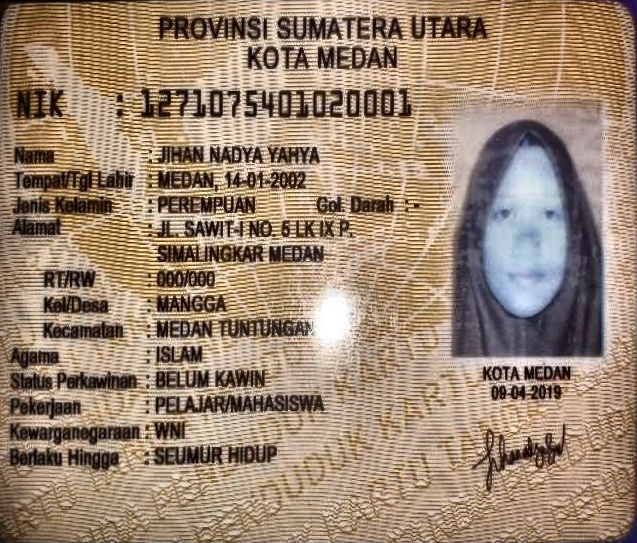 PROVINSI SUMATERA UTARA
KOTA MEDAN
NIK : 1271075401020001
Nama : JIHAN NADYA YAHYA
Tempat/Tgl Lahir : MEDAN, 14-01-2002
Jenis Kelamin : PEREMPUAN Gol. Darah :-
Alamat : JL. SAWIT-I NO. 5 LK IX P.
SIMALINGKAR MEDAN
RT/RW : 000/000
Kel/Desa : MANGGA
Kecamatan : MEDAN TUNTUNGAN
Agama : ISLAM
Status Perkawinan : BELUM KAWIN
Pekerjaan : PELAJAR/MAHASISWA
Kewarganegaraan : WNI
Berlaku Hingga : SEUMUR HIDUP
KOTA MEDAN
09-04-2019